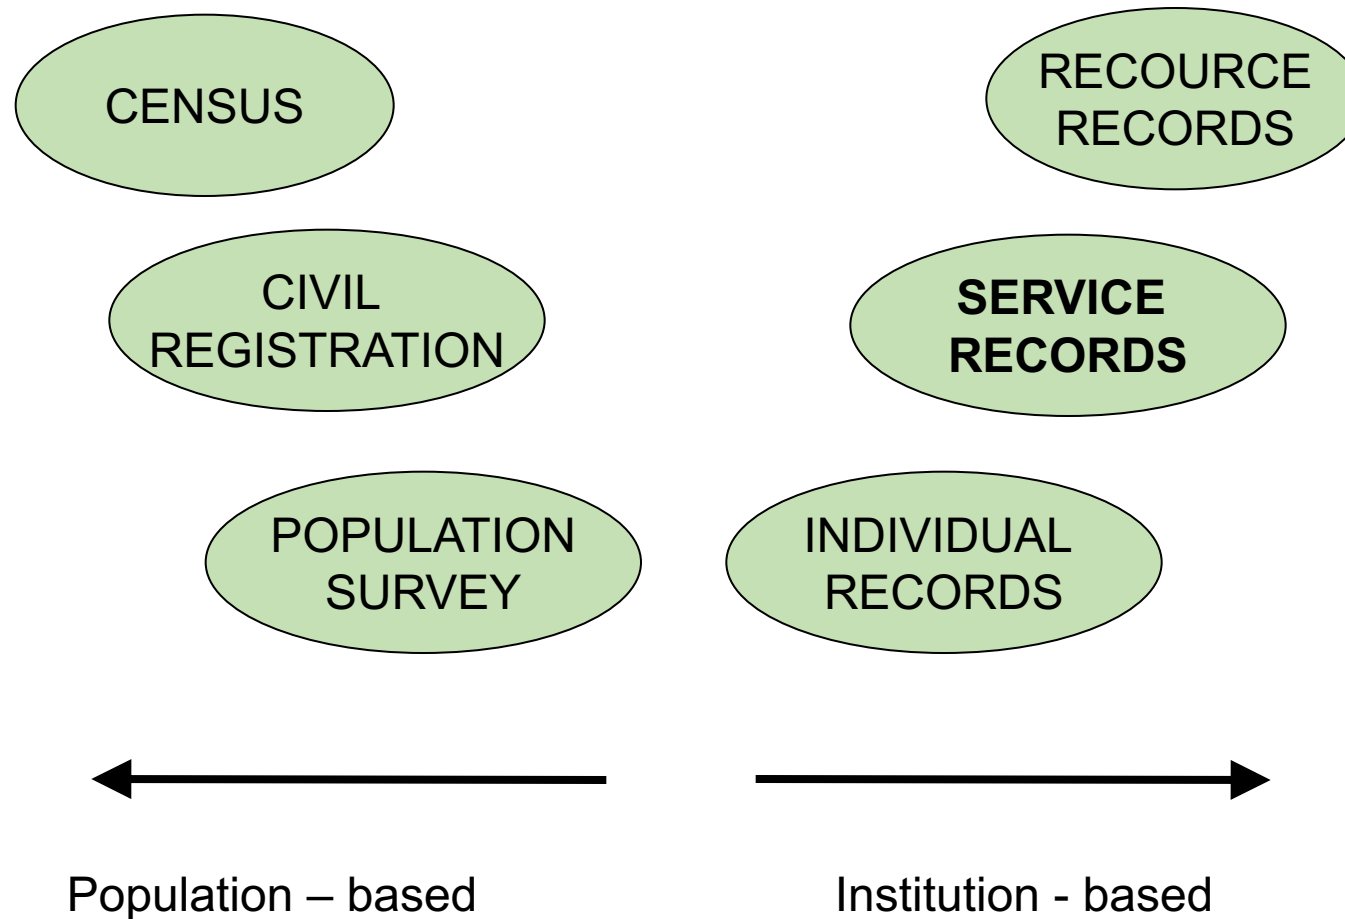 CENSUS
RECOURCE
RECORDS
CIVIL
REGISTRATION
SERVICE
RECORDS
POPULATION
SURVEY
INDIVIDUAL
RECORDS
Population – based
Institution - based